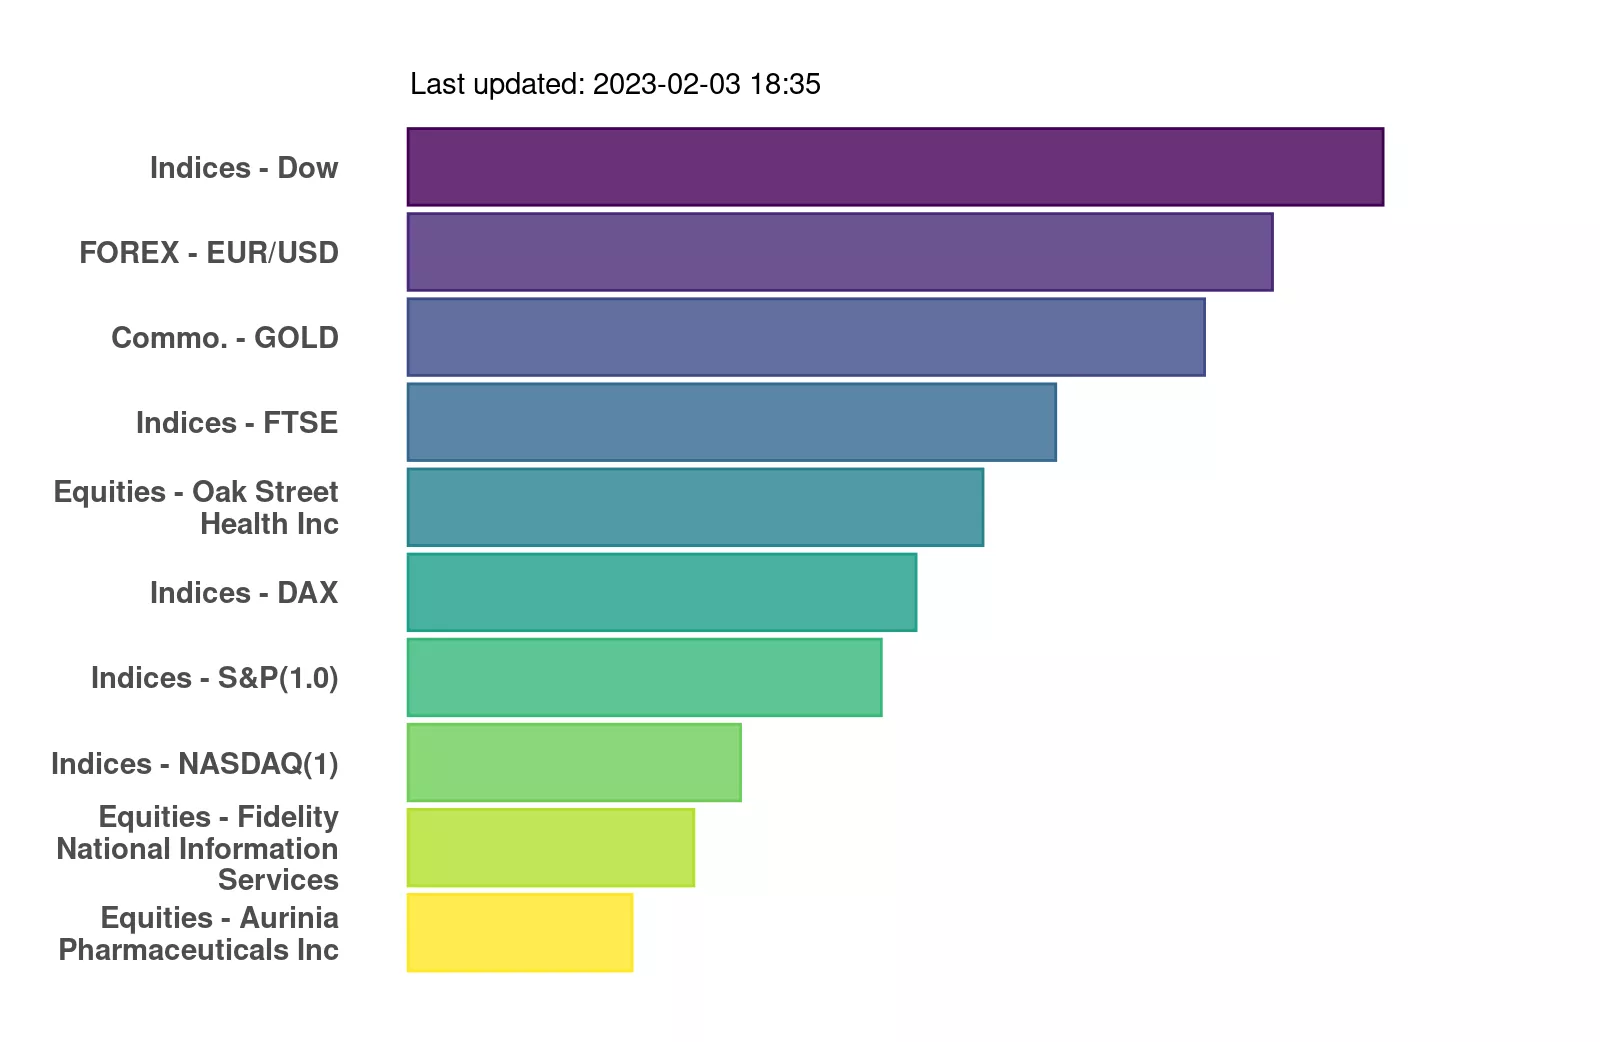 Last updated: 2023-02-03 18:35
Indices - Dow
FOREX - EUR/USD
Commo. - GOLD
Indices - FTSE
Equities - Oak Street
Health Inc
Indices - DAX
Indices - S&P(1.0)
Indices - NASDAQ(1)
Equities - Fidelity
National Information
Services
Equities - Aurinia
Pharmaceuticals Inc